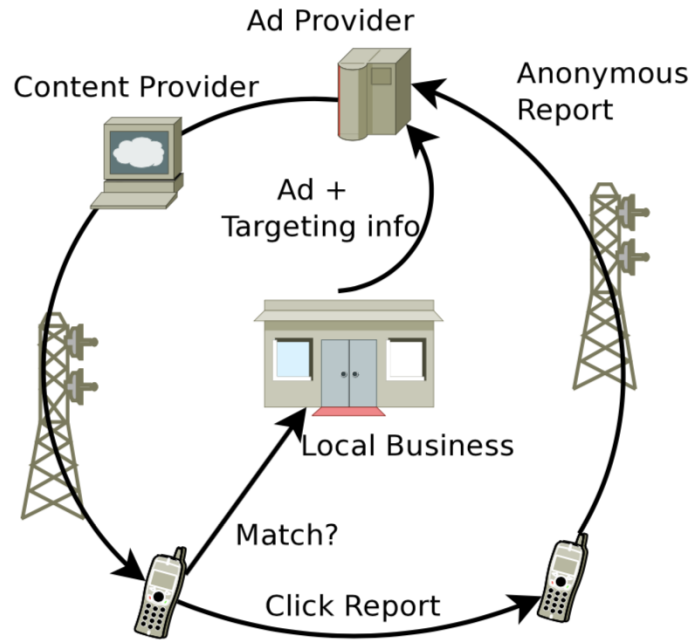 Ad Provider
Content Provider
Anonymous
Report
Ad +
Targeting info
Local Business
Match?
Click Report